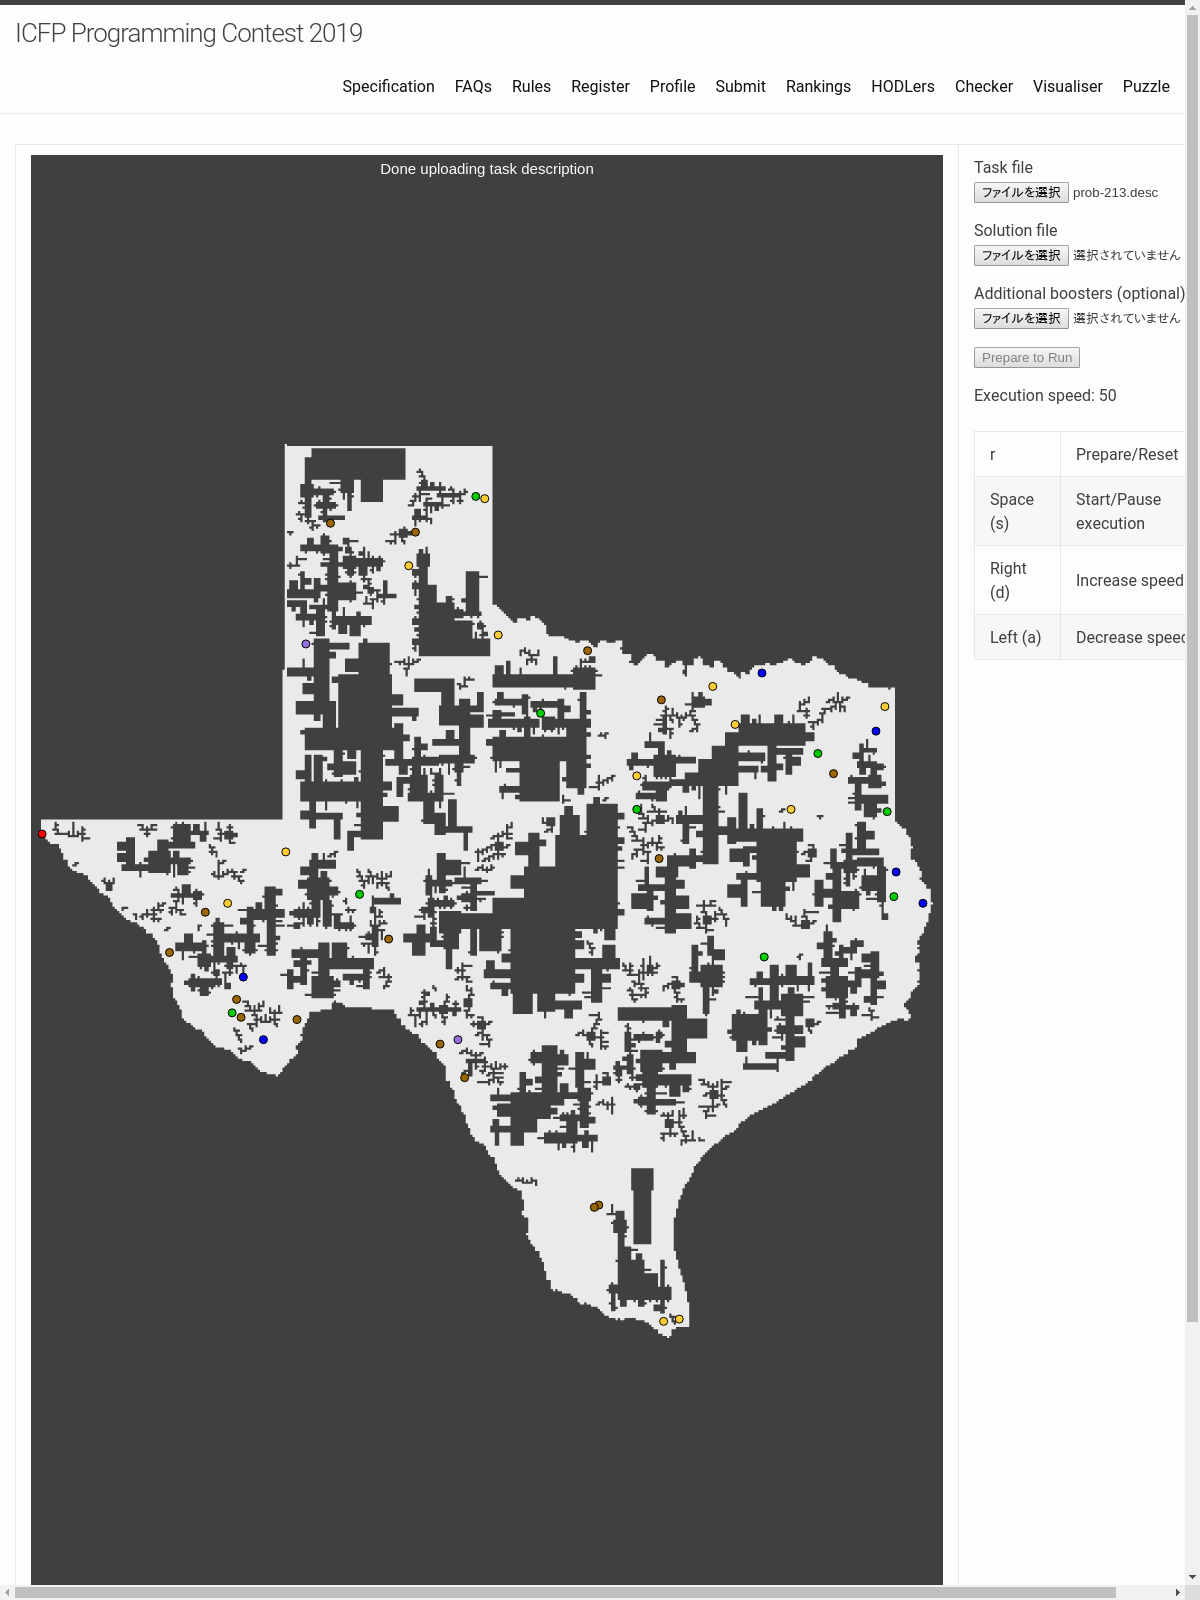 ICFP Programming Contest 2019
Specification FAQs Rules Register Profile Submit Rankings HODLers Checker Visualiser Puzzle
Done uploading task description
Task file
ファイルを選択 prob-213.desc
Solution file
ファイルを選択 選択されていません
Additional boosters (optional)
ファイルを選択 選択されていません
Prepare to Run
Execution speed: 50
r Prepare/Reset
Space Start/Pause
(s) execution
Right Increase speed
(d)
Left (a) Decrease speed